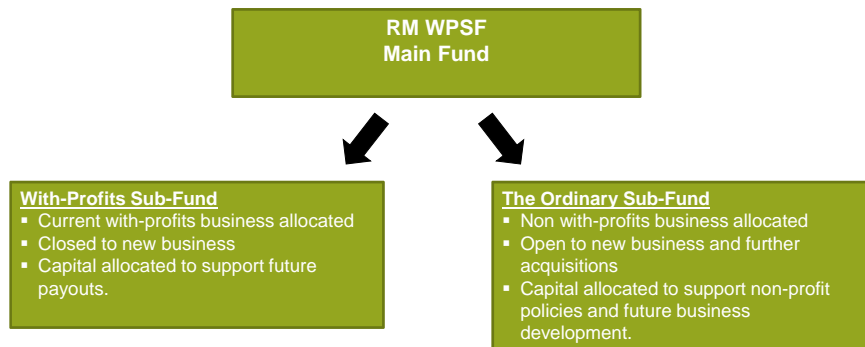 RM WPSF
Main Fund
With-Profits Sub-Fund
▪ Current with-profits business allocated
▪ Closed to new business
▪ Capital allocated to support future
payouts.
The Ordinary Sub-Fund
▪ Non with-profits business allocated
▪ Open to new business and further
acquisitions
▪ Capital allocated to support non-profit
policies and future business
development.